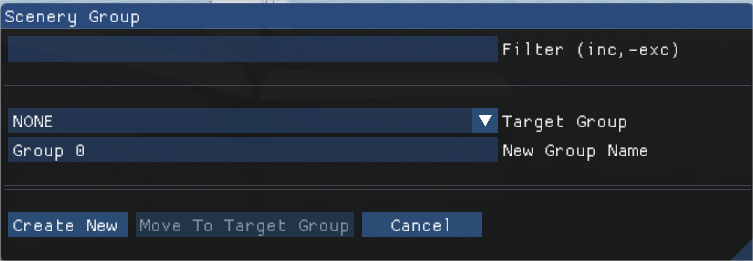 Scenery Group
Filter (inc,-exc)
NONE Target Group
Group 0 New Group Name
Create New Move To Target Group Cancel